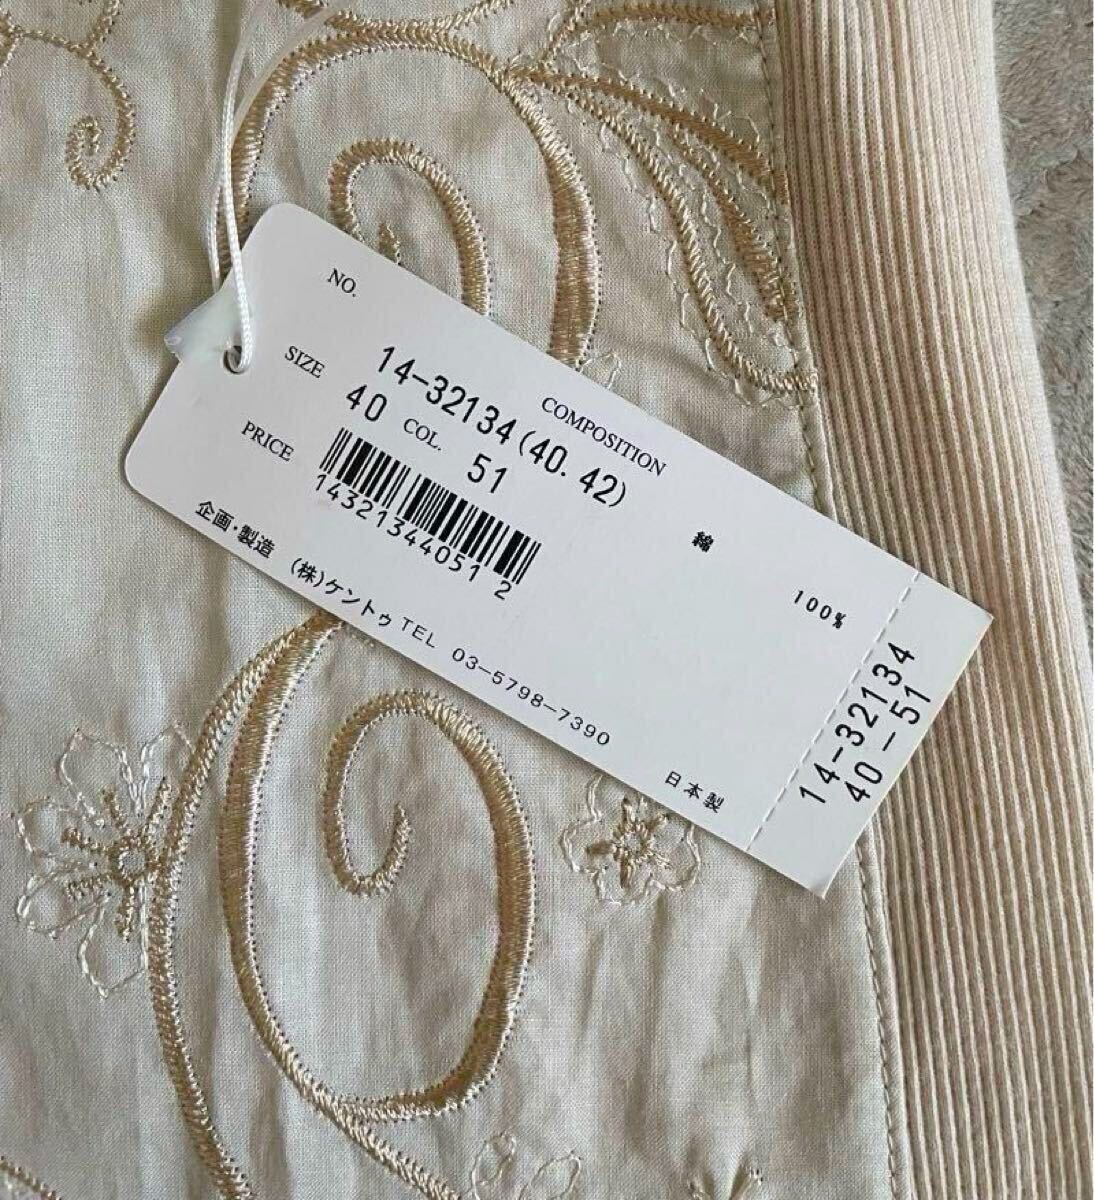 NO.
14-32134(40.42)
SIZE 40 COL. 51
PRICE
14321344051 2
COMPOSITION
綿 100%
企画・製造 (株)ケントゥ TEL 03-5798-7390
日本製
14-32134
40-51